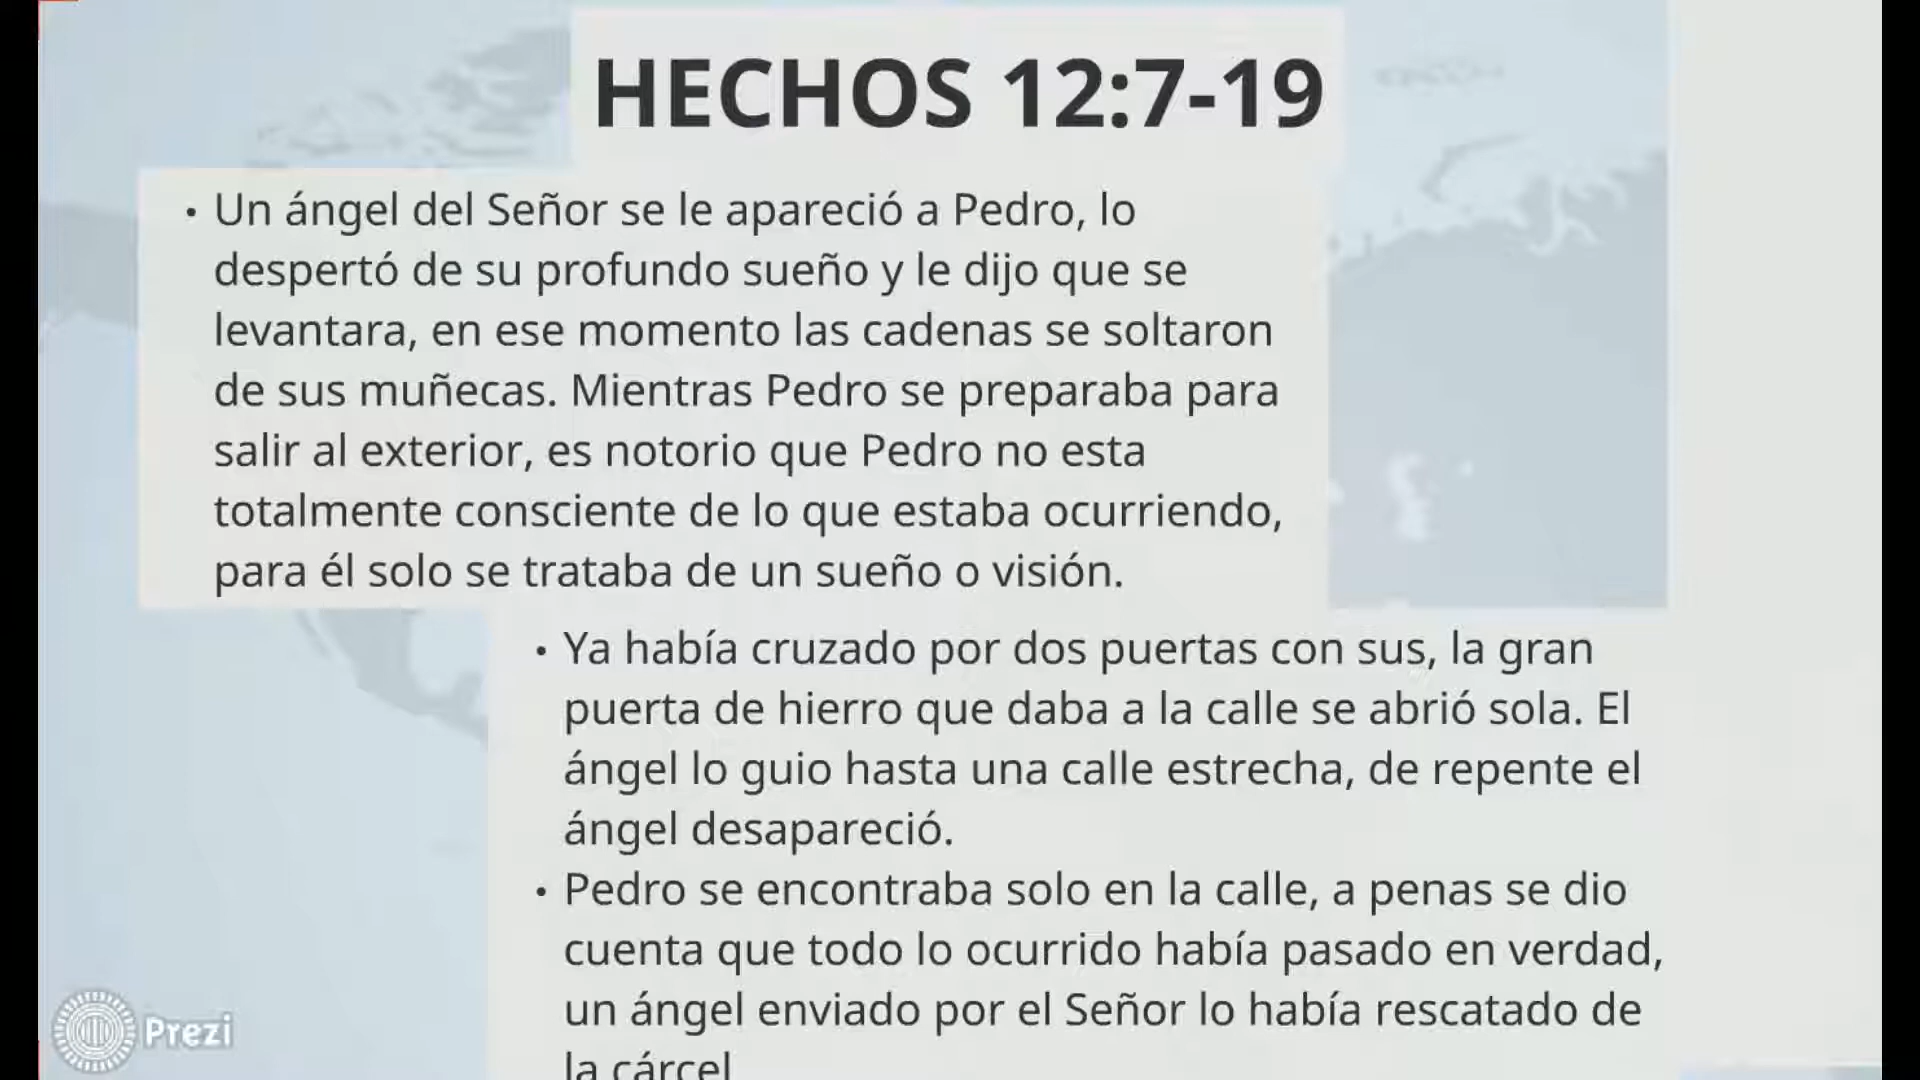 HECHOS 12:7-19
• Un ángel del Señor se le apareció a Pedro, lo
despertó de su profundo sueño y le dijo que se
levantara, en ese momento las cadenas se soltaron
de sus muñecas. Mientras Pedro se preparaba para
salir al exterior, es notorio que Pedro no esta
totalmente consciente de lo que estaba ocurriendo,
para él solo se trataba de un sueño o visión.
• Ya había cruzado por dos puertas con sus, la gran
puerta de hierro que daba a la calle se abrió sola. El
ángel lo guio hasta una calle estrecha, de repente el
ángel desapareció.
• Pedro se encontraba solo en la calle, a penas se dio
cuenta que todo lo ocurrido había pasado en verdad,
un ángel enviado por el Señor lo había rescatado de
la cárcel
Prezi